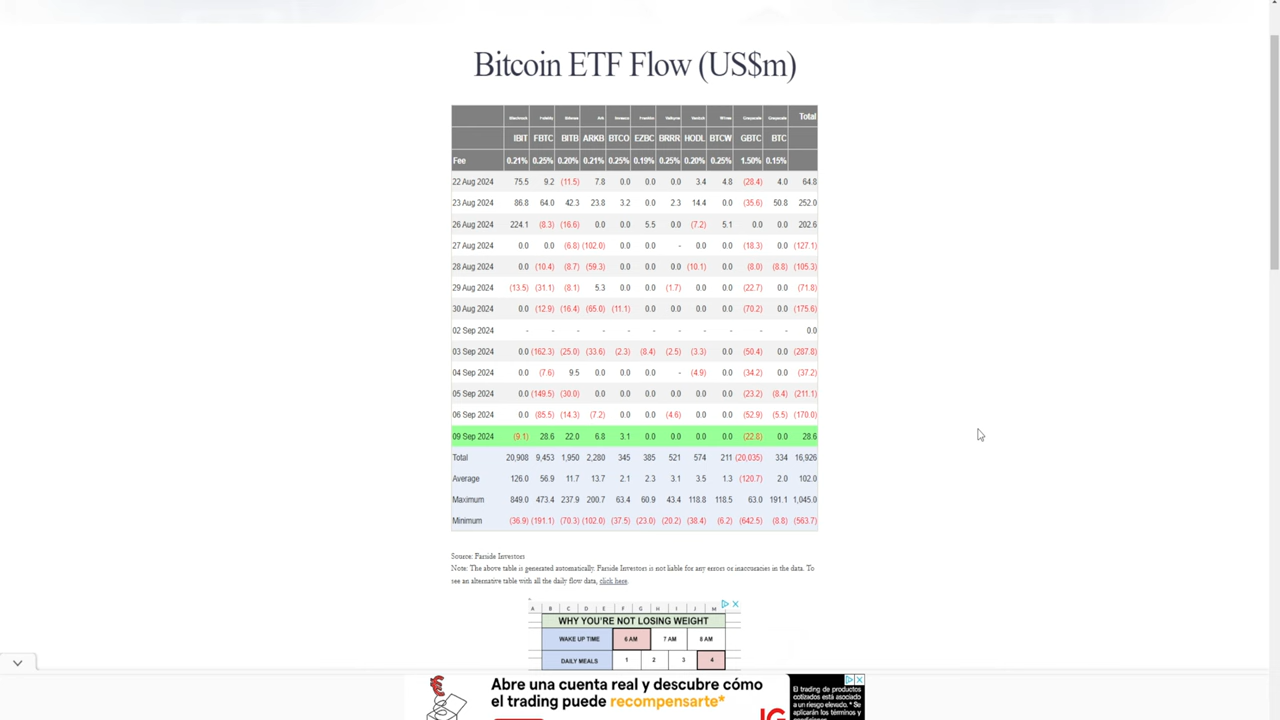 Bitcoin ETF Flow (US$m)
Total
IBIT FBTC BITB ARKB BTCO EZBC BRRR HODL BTCW GBTC BTC
Fee 0.21% 0.25% 0.20% 0.21% 0.25% 0.19% 0.25% 0.20% 0.25% 1.50% 0.15%
22 Aug 2024 75.5 9.2 (11.5) 7.8 0.0 0.0 0.0 3.4 4.8 (28.4) 4.0 64.8
23 Aug 2024 86.8 64.0 42.3 23.8 3.2 0.0 2.3 14.4 0.0 (35.6) 50.8 252.0
26 Aug 2024 224.1 (8.3) (16.6) 0.0 0.0 5.5 0.0 (7.2) 5.1 0.0 0.0 202.6
27 Aug 2024 0.0 0.0 (6.8) (102.0) 0.0 0.0 - 0.0 0.0 (18.3) 0.0 (127.1)
28 Aug 2024 0.0 (10.4) (8.7) (59.3) 0.0 0.0 0.0 (10.1) 0.0 (8.0) (8.8) (105.3)
29 Aug 2024 (13.5) (31.1) (8.1) 5.3 0.0 0.0 (1.7) 0.0 0.0 (22.7) 0.0 (71.8)
30 Aug 2024 0.0 (12.9) (16.4) (65.0) (11.1) 0.0 0.0 0.0 0.0 (70.2) 0.0 (175.6)
02 Sep 2024 - - - - - - - - - - - 0.0
03 Sep 2024 0.0 (162.3) (25.0) (33.6) (2.3) (8.4) (2.5) (3.3) 0.0 (50.4) 0.0 (287.8)
04 Sep 2024 0.0 (7.6) 9.5 0.0 0.0 0.0 - (4.9) 0.0 (34.2) 0.0 (37.2)
05 Sep 2024 0.0 (149.5) (30.0) 0.0 0.0 0.0 0.0 0.0 0.0 (23.2) (8.4) (211.1)
06 Sep 2024 0.0 (85.5) (14.3) (7.2) 0.0 0.0 (4.6) 0.0 0.0 (52.9) (5.5) (170.0)
09 Sep 2024 (9.1) 28.6 22.0 6.8 3.1 0.0 0.0 0.0 0.0 (22.8) 0.0 28.6
Total 20,908 9,453 1,950 2,280 345 385 521 574 211 (20,035) 334 16,926
Average 126.0 56.9 11.7 13.7 2.1 2.3 3.1 3.5 1.3 (120.7) 2.0 102.0
Maximum 849.0 473.4 237.9 200.7 63.4 60.9 43.4 118.8 118.5 63.0 191.1 1,045.0
Minimum (36.9) (191.1) (70.3) (102.0) (37.5) (23.0) (20.2) (38.4) (6.2) (642.5) (8.8) (563.7)
Source: Farside Investors
Note: The above table is generated automatically. Farside Investors is not liable for any errors or inaccuracies in the data. To
see an alternative table with all the daily flow data, click here.
A B C D E F G H I J M
WHY YOU'RE NOT LOSING WEIGHT
WAKE UP TIME 6 AM 7 AM 8 AM
DAILY MEALS 1 2 3 4
Abre una cuenta real y descubre cómo
el trading puede recompensarte*
IG
El trading de productos
cotizados está asociado
a un riesgo elevado. * Se
aplicarán los términos y